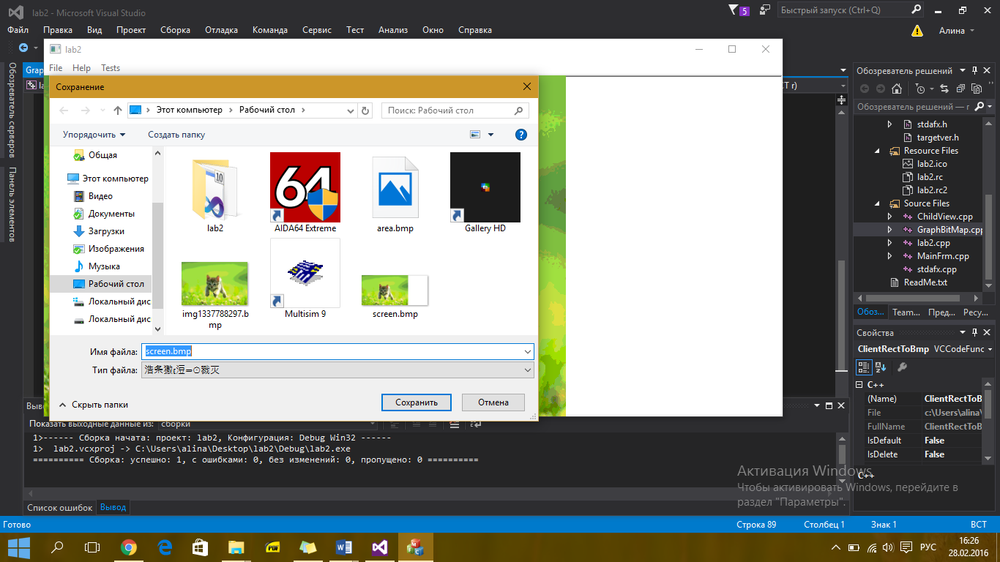 lab2 - Microsoft Visual Studio
5
Быстрый запуск (Ctrl+Q)
Файл Правка Вид Проект Сборка Отладка Команда Сервис Тест Анализ Окно Справка
Алина
Обозреватель серверов
Панель элементов
Grap
lab2
File Help Tests
Сохранение
Этот компьютер > Рабочий стол >
Поиск: Рабочий стол
Упорядочить
Создать папку
Общая
Этот компьютер
Видео
Документы
Загрузки
Изображения
Музыка
Рабочий стол
Локальный дис
Локальный дис
lab2
AIDA64 Extreme
area.bmp
Gallery HD
img1337788297.b
mp
Multisim 9
screen.bmp
Имя файла: screen.bmp
Тип файла:
Скрыть папки
Сохранить
Отмена
T r)
Обозреватель решений
Обозреватель решений — г
stdafx.h
targetver.h
Resource Files
lab2.ico
lab2.rc
lab2.rc2
Source Files
ChildView.cpp
GraphBitMap.cpp
lab2.cpp
MainFrm.cpp
stdafx.cpp
ReadMe.txt
Обоз... Team... Пред... Ресу...
Свойства
ClientRectToBmp VCCodeFunc
C++
(Name) ClientRectToB
File c:\Users\alina\
FullName ClientRectToB
IsDefault False
IsDelete False
C++
Выв
Показать выходные данные из: сборки
1>------ Сборка начата: проект: lab2, Конфигурация: Debug Win32 ------
1> lab2.vcxproj -> C:\Users\alina\Desktop\lab2\Debug\lab2.exe
========== Сборка: успешно: 1, с ошибками: 0, без изменений: 0, пропущено: 0 ==========
Активация Windows
Чтобы активировать Windows, перейдите в
раздел "Параметры".
Список ошибок Вывод
Готово
Строка 89 Столбец 1 Знак 1 ВСТ
PDF
РУС
16:26
28.02.2016